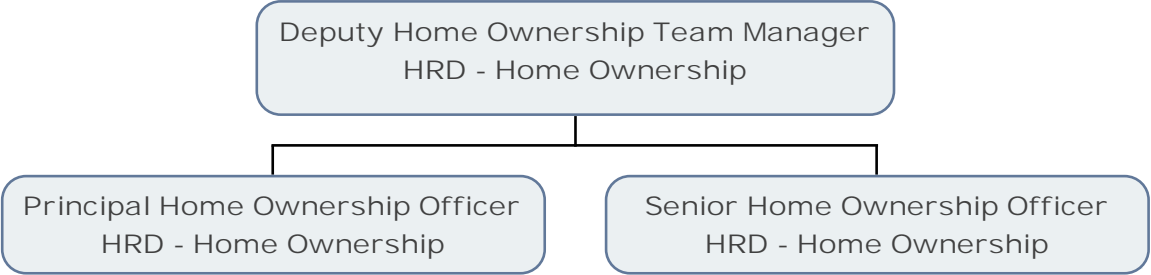 Deputy Home Ownership Team Manager
HRD - Home Ownership
Principal Home Ownership Officer
HRD - Home Ownership
Senior Home Ownership Officer
HRD - Home Ownership